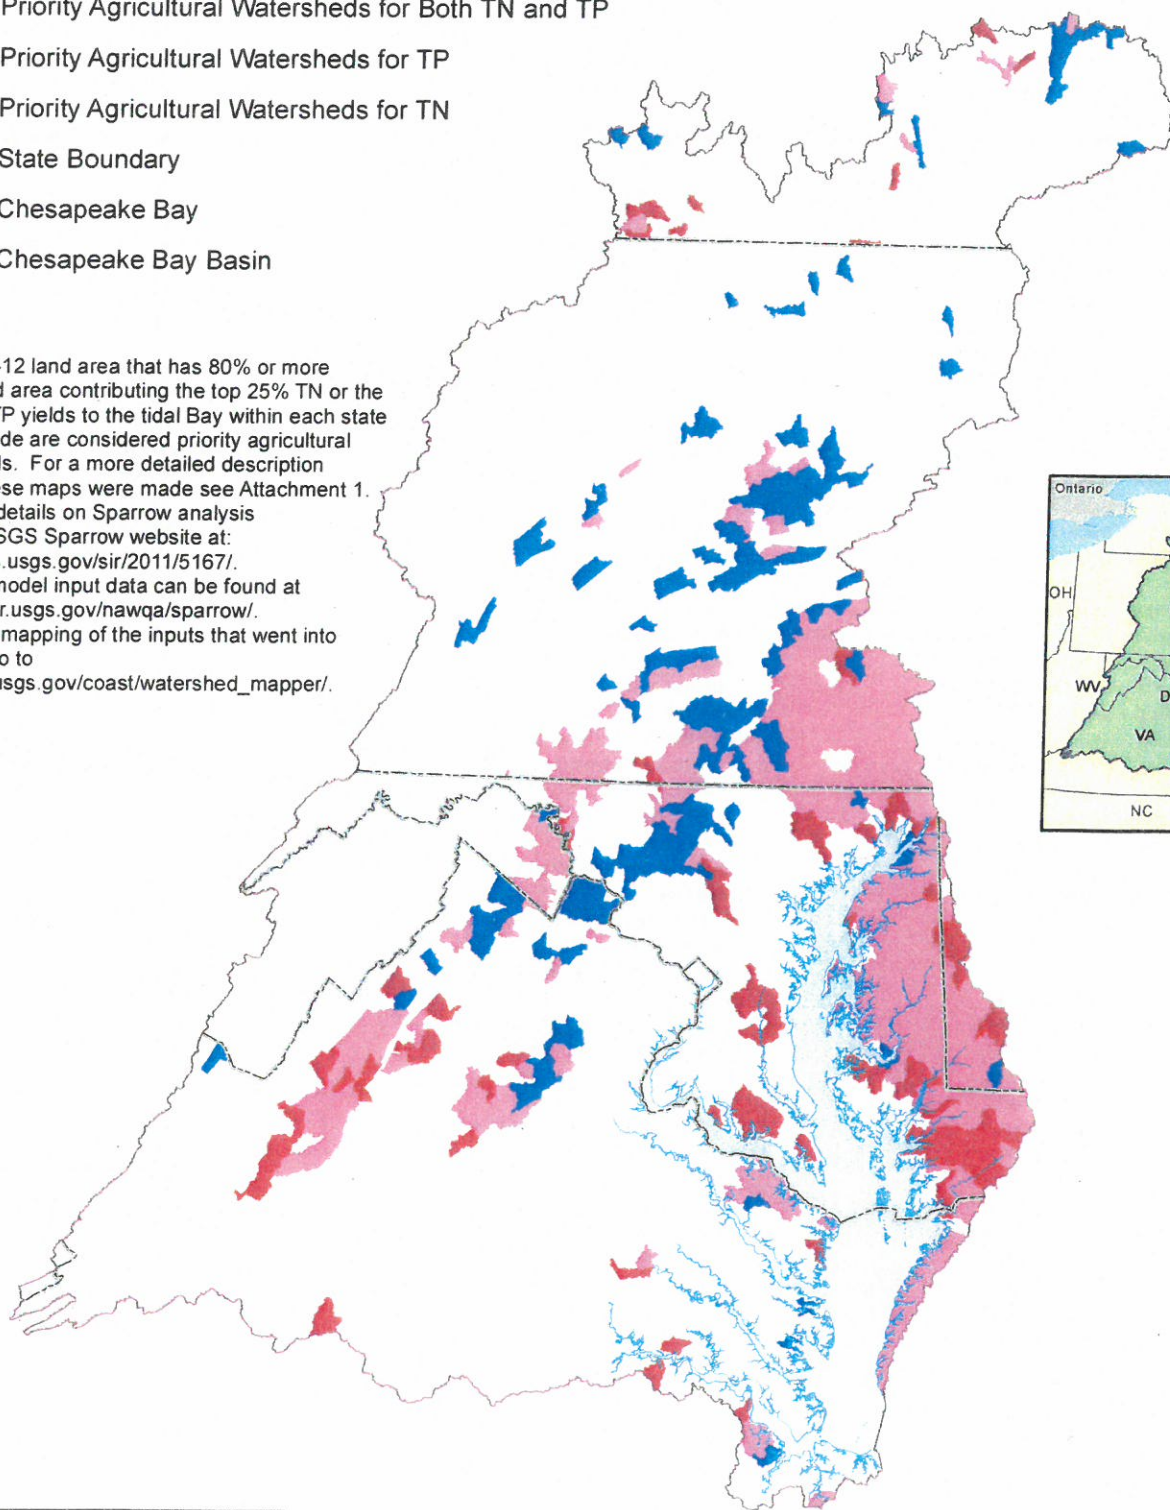 Priority Agricultural Watersheds for Both TN and TP
Priority Agricultural Watersheds for TP
Priority Agricultural Watersheds for TN
State Boundary
Chesapeake Bay
Chesapeake Bay Basin
12 land area that has 80% or more
area contributing the top 25% TN or the
TP yields to the tidal Bay within each state
de are considered priority agricultural
s. For a more detailed description
se maps were made see Attachment 1.
details on Sparrow analysis
SGS Sparrow website at:
.usgs.gov/sir/2011/5167/.
model input data can be found at
r.usgs.gov/nawqa/sparrow/.
mapping of the inputs that went into
o to
usgs.gov/coast/watershed_mapper/.
Ontario
OH
WV
D
VA
NC